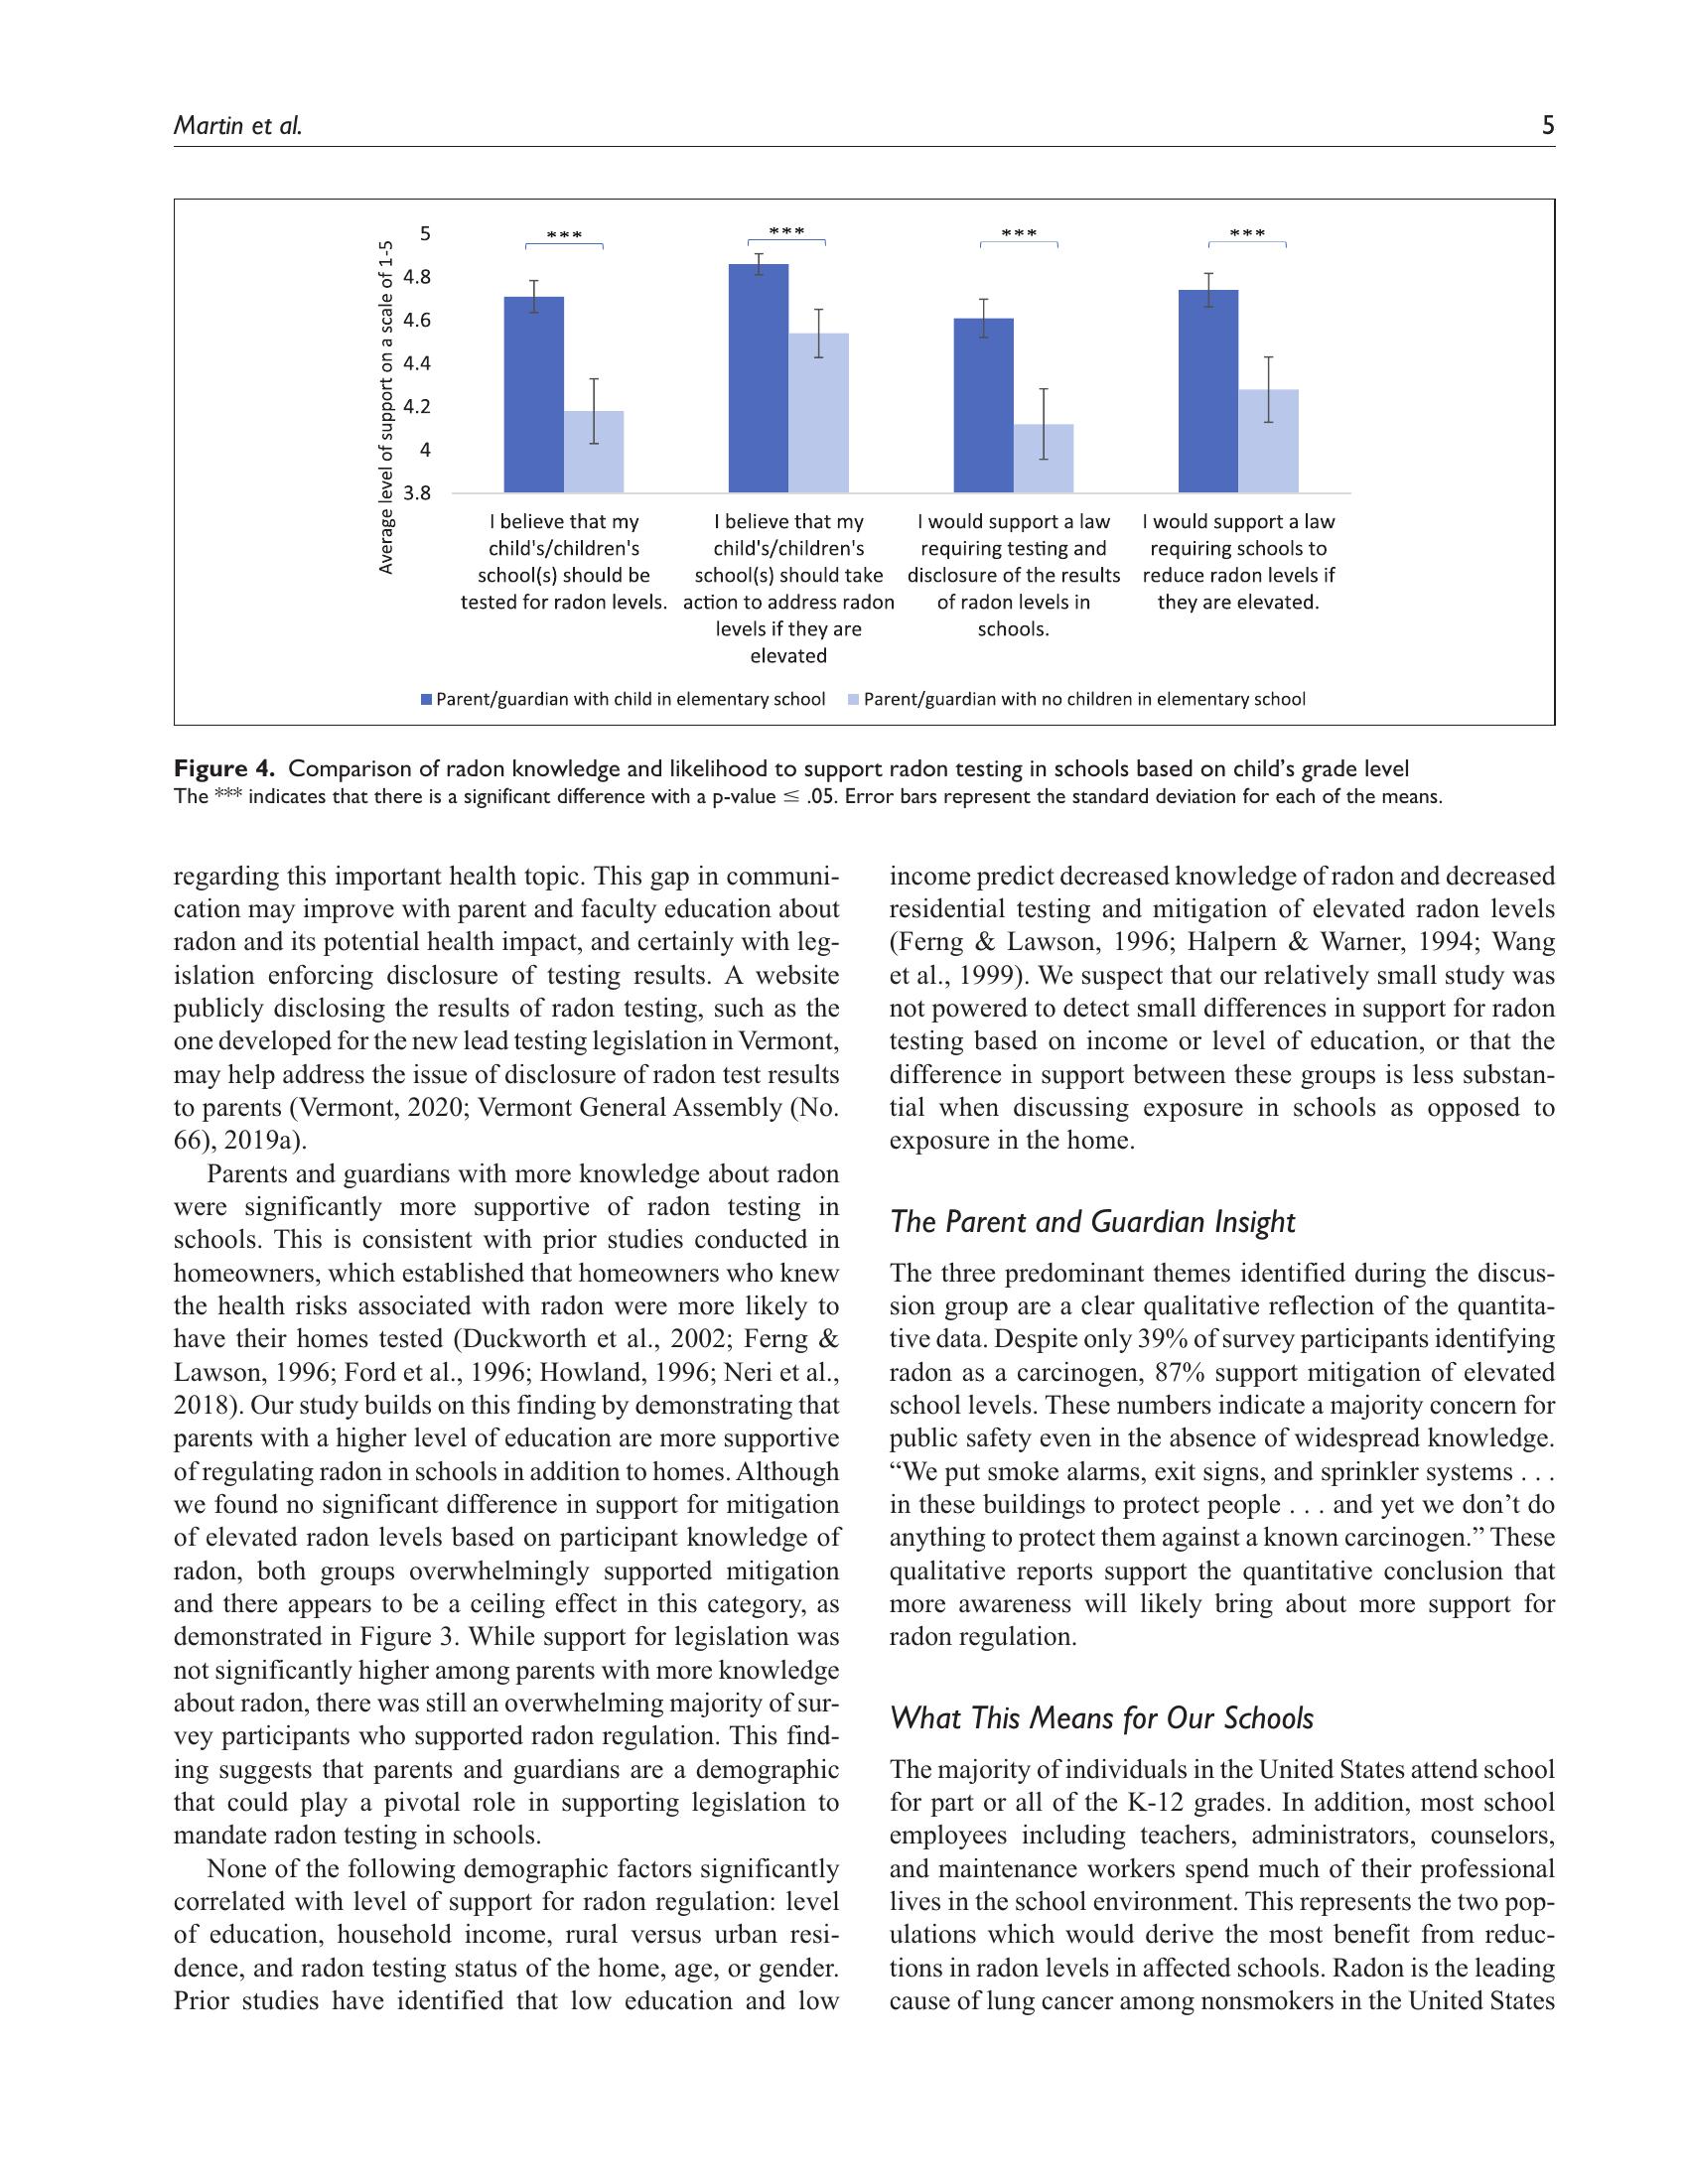 Martin et al.
5
Average level of support on a scale of 1-5
5
4.8
4.6
4.4
4.2
4
3.8
***
***
***
***
I believe that my
child's/children's
school(s) should be
tested for radon levels.
I believe that my
child's/children's
school(s) should take
action to address radon
levels if they are
elevated
I would support a law
requiring testing and
disclosure of the results
of radon levels in
schools.
I would support a law
requiring schools to
reduce radon levels if
they are elevated.
Parent/guardian with child in elementary school
Parent/guardian with no children in elementary school
Figure 4. Comparison of radon knowledge and likelihood to support radon testing in schools based on child’s grade level
The *** indicates that there is a significant difference with a p-value ≤ .05. Error bars represent the standard deviation for each of the means.
regarding this important health topic. This gap in communi-
cation may improve with parent and faculty education about
radon and its potential health impact, and certainly with leg-
islation enforcing disclosure of testing results. A website
publicly disclosing the results of radon testing, such as the
one developed for the new lead testing legislation in Vermont,
may help address the issue of disclosure of radon test results
to parents (Vermont, 2020; Vermont General Assembly (No.
66), 2019a).
Parents and guardians with more knowledge about radon
were significantly more supportive of radon testing in
schools. This is consistent with prior studies conducted in
homeowners, which established that homeowners who knew
the health risks associated with radon were more likely to
have their homes tested (Duckworth et al., 2002; Ferng &
Lawson, 1996; Ford et al., 1996; Howland, 1996; Neri et al.,
2018). Our study builds on this finding by demonstrating that
parents with a higher level of education are more supportive
of regulating radon in schools in addition to homes. Although
we found no significant difference in support for mitigation
of elevated radon levels based on participant knowledge of
radon, both groups overwhelmingly supported mitigation
and there appears to be a ceiling effect in this category, as
demonstrated in Figure 3. While support for legislation was
not significantly higher among parents with more knowledge
about radon, there was still an overwhelming majority of sur-
vey participants who supported radon regulation. This find-
ing suggests that parents and guardians are a demographic
that could play a pivotal role in supporting legislation to
mandate radon testing in schools.
None of the following demographic factors significantly
correlated with level of support for radon regulation: level
of education, household income, rural versus urban resi-
dence, and radon testing status of the home, age, or gender.
Prior studies have identified that low education and low
income predict decreased knowledge of radon and decreased
residential testing and mitigation of elevated radon levels
(Ferng & Lawson, 1996; Halpern & Warner, 1994; Wang
et al., 1999). We suspect that our relatively small study was
not powered to detect small differences in support for radon
testing based on income or level of education, or that the
difference in support between these groups is less substan-
tial when discussing exposure in schools as opposed to
exposure in the home.
The Parent and Guardian Insight
The three predominant themes identified during the discus-
sion group are a clear qualitative reflection of the quantita-
tive data. Despite only 39% of survey participants identifying
radon as a carcinogen, 87% support mitigation of elevated
school levels. These numbers indicate a majority concern for
public safety even in the absence of widespread knowledge.
“We put smoke alarms, exit signs, and sprinkler systems . . .
in these buildings to protect people . . . and yet we don’t do
anything to protect them against a known carcinogen.” These
qualitative reports support the quantitative conclusion that
more awareness will likely bring about more support for
radon regulation.
What This Means for Our Schools
The majority of individuals in the United States attend school
for part or all of the K-12 grades. In addition, most school
employees including teachers, administrators, counselors,
and maintenance workers spend much of their professional
lives in the school environment. This represents the two pop-
ulations which would derive the most benefit from reduc-
tions in radon levels in affected schools. Radon is the leading
cause of lung cancer among nonsmokers in the United States